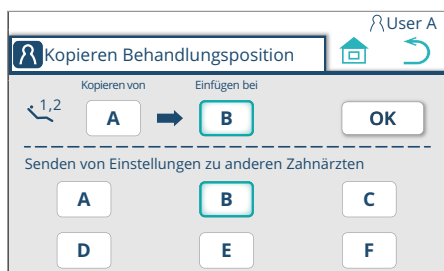 User A
Kopieren Behandlungsposition
Kopieren von Einfügen bei
1,2 A B OK
Senden von Einstellungen zu anderen Zahnärzten
A B C
D E F